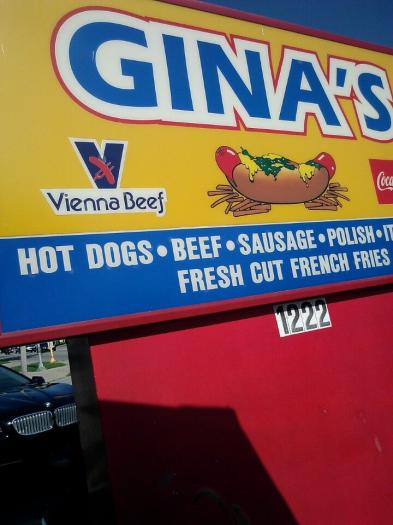 GINA'S
Vienna Beef
HOT DOGS • BEEF • SAUSAGE • POLISH •
FRESH CUT FRENCH FRIES
1222